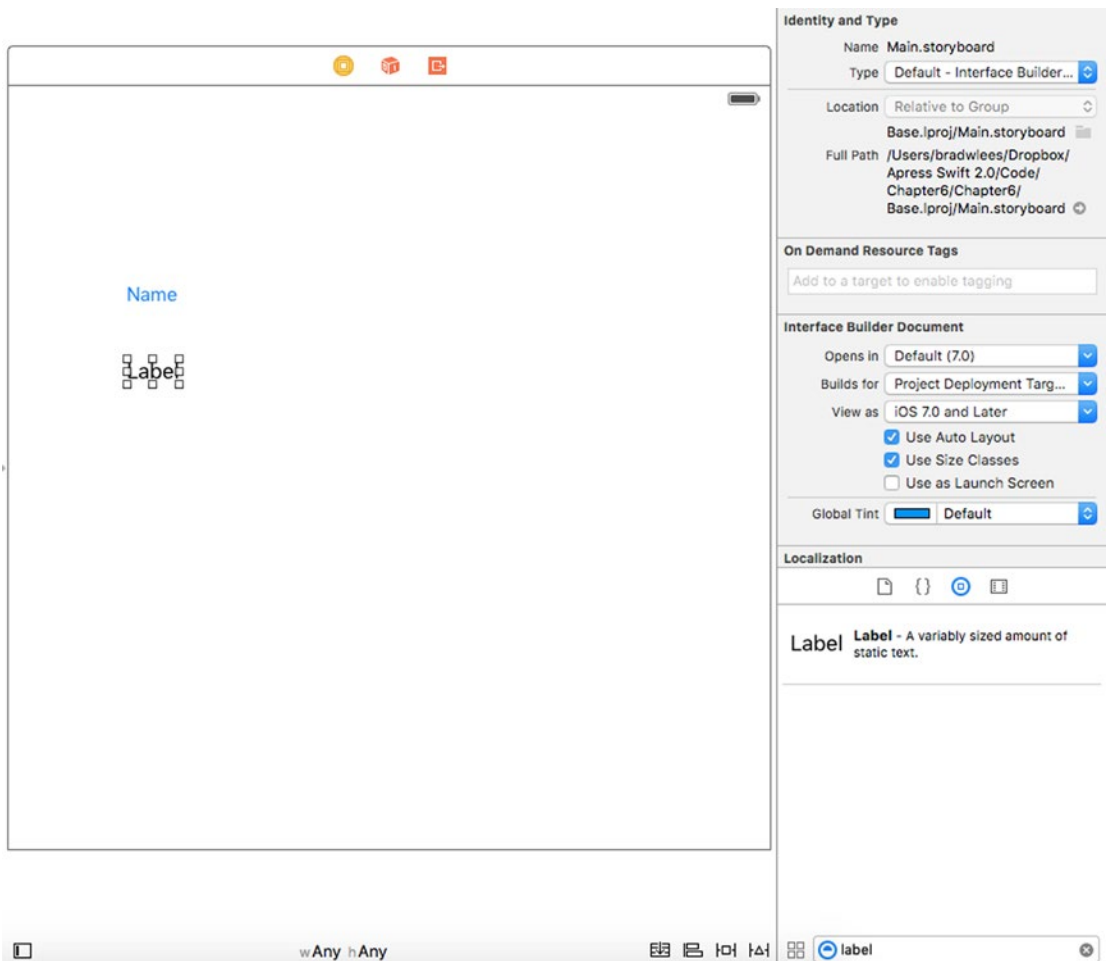 Name
Label
wAny hAny
Identity and Type
Name Main.storyboard
Type Default - Interface Builder...
Location Relative to Group
Base.lproj/Main.storyboard
Full Path /Users/bradwlees/Dropbox/
Apress Swift 2.0/Code/
Chapter6/Chapter6/
Base.lproj/Main.storyboard
On Demand Resource Tags
Add to a target to enable tagging
Interface Builder Document
Opens in Default (7.0)
Builds for Project Deployment Targ...
View as iOS 7.0 and Later
Use Auto Layout
Use Size Classes
Use as Launch Screen
Global Tint Default
Localization
{}
Label Label - A variably sized amount of
static text.
label